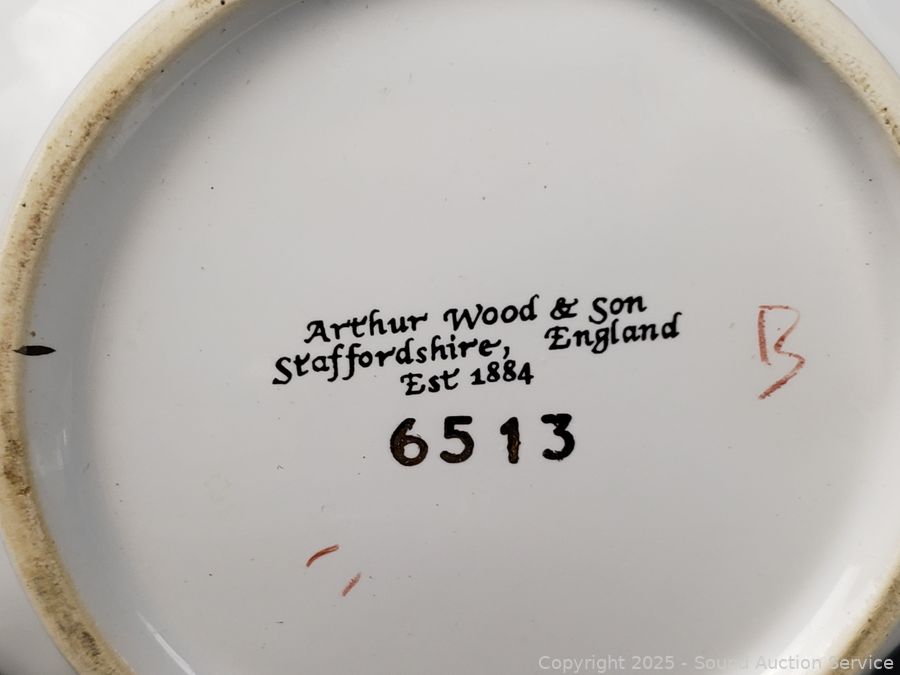 Arthur Wood & Son
Staffordshire, England
Est 1884
6513
B
Copyright 2025 - Sound Auction Service